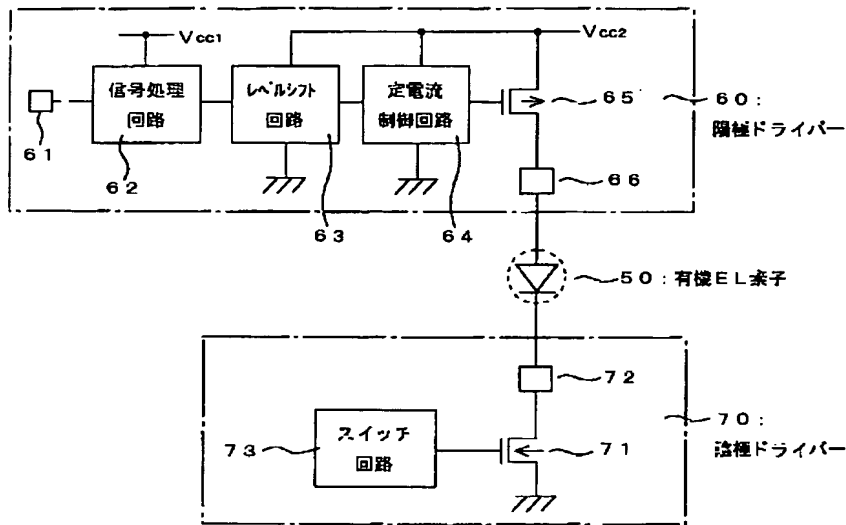 Vcc1
Vcc2
信号処理
回路
レベルシフト
回路
定電流
制御回路
65
60：
陽極ドライバー
61
62
63
64
66
50：有機EL素子
72
70：
陰極ドライバー
73
スイッチ
回路
71